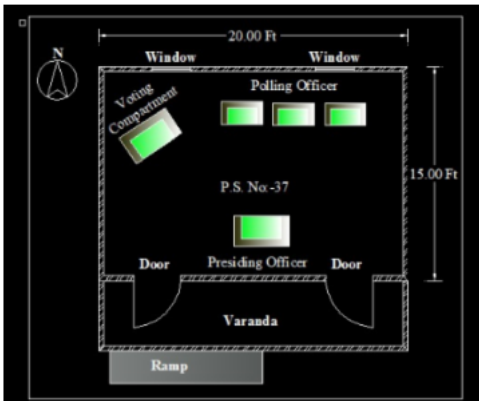 20.00 Ft
N
Window
Window
Voting
Compartment
Polling Officer
15.00 Ft
P.S. No:-37
Door
Presiding Officer
Door
Varanda
Ramp